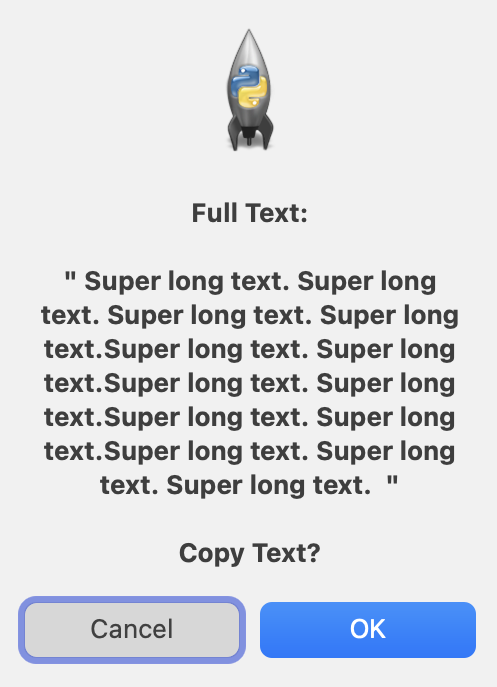 Full Text:
" Super long text. Super long
text. Super long text. Super long
text.Super long text. Super long
text.Super long text. Super long
text.Super long text. Super long
text.Super long text. Super long
text. Super long text.  "
Copy Text?
Cancel
OK